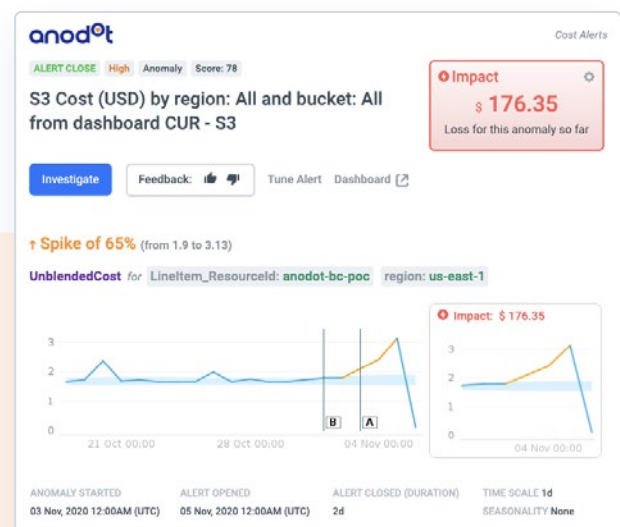 anodot
Cost Alerts
ALERT CLOSE High Anomaly Score: 78
S3 Cost (USD) by region: All and bucket: All
from dashboard CUR - S3
Impact
$ 176.35
Loss for this anomaly so far
Investigate Feedback: Tune Alert Dashboard
↑ Spike of 65% (from 1.9 to 3.13)
UnblendedCost for LineItem_ResourceId: anodot-bc-poc region: us-east-1
3
2
1
0
B A
21 Oct 00:00 28 Oct 00:00 04 Nov 00:00
Impact: $ 176.35
3
2
1
0
04 Nov 00:00
ANOMALY STARTED ALERT OPENED ALERT CLOSED (DURATION) TIME SCALE 1d
03 Nov, 2020 12:00AM (UTC) 05 Nov, 2020 12:00AM (UTC) 2d SEASONALITY None